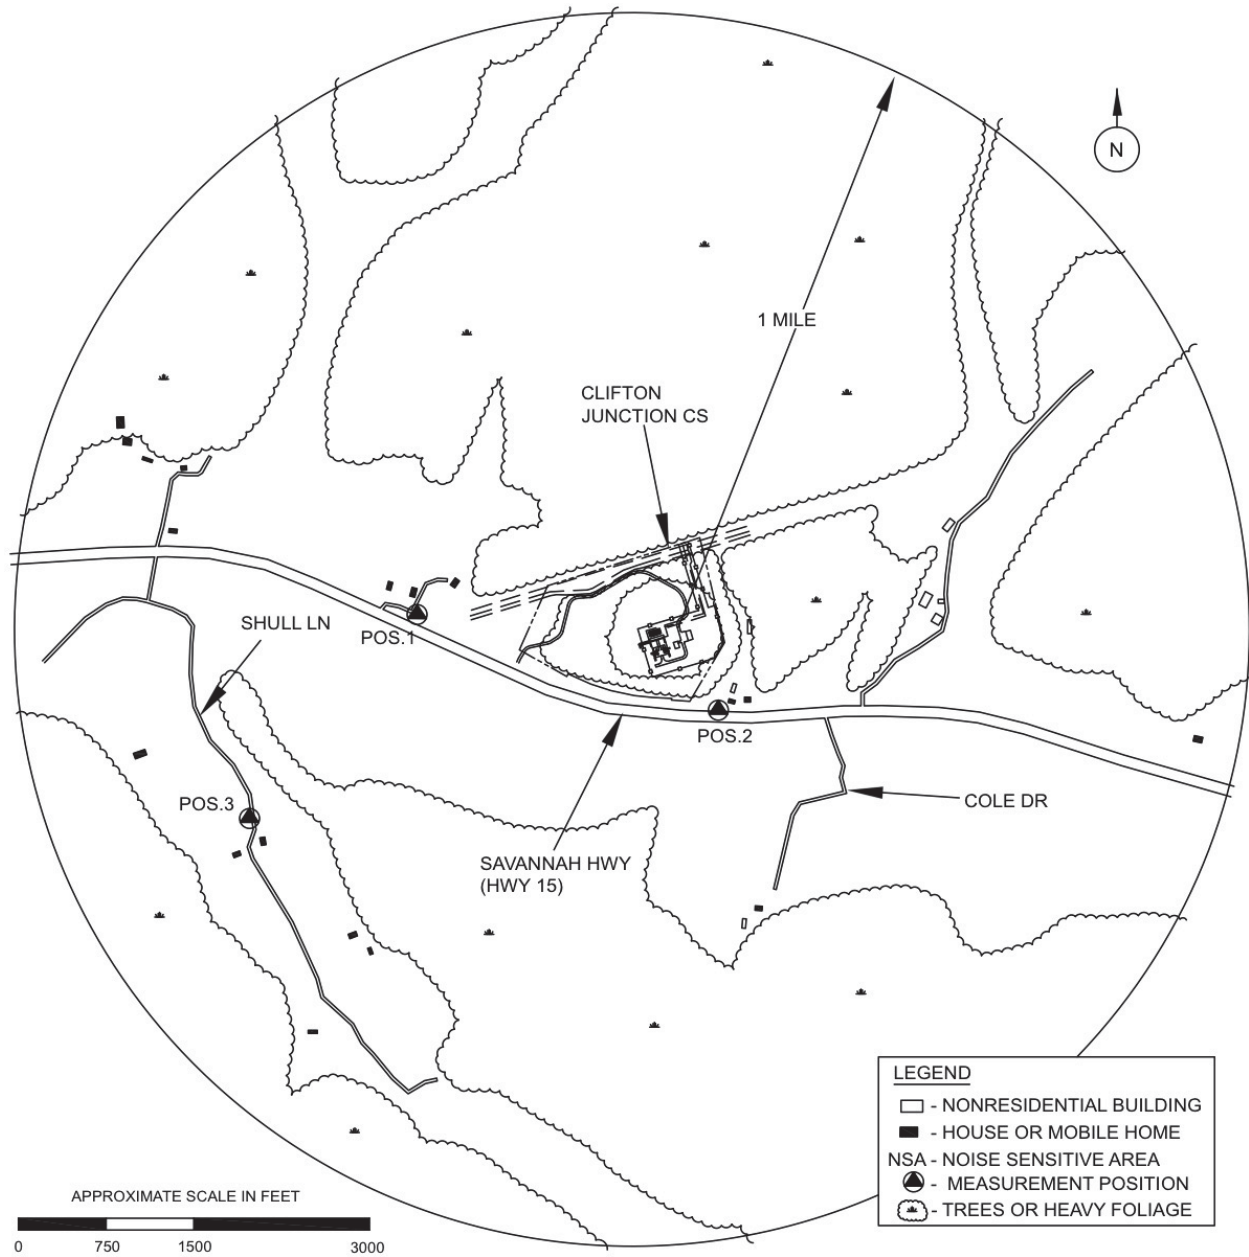 N
1 MILE
CLIFTON
JUNCTION CS
SHULL LN
POS.1
POS.2
POS.3
COLE DR
SAVANNAH HWY
(HWY 15)
LEGEND
- NONRESIDENTIAL BUILDING
- HOUSE OR MOBILE HOME
NSA - NOISE SENSITIVE AREA
- MEASUREMENT POSITION
- TREES OR HEAVY FOLIAGE
APPROXIMATE SCALE IN FEET
0 750 1500 3000